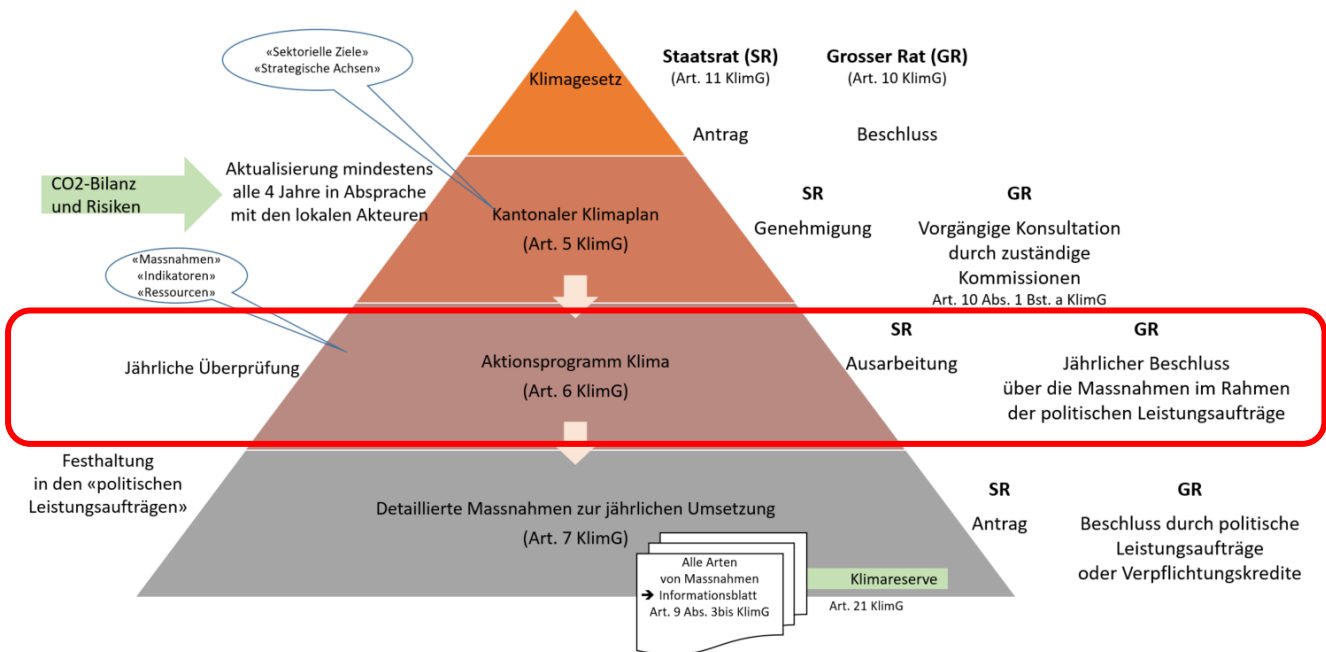 «Sektorielle Ziele»
«Strategische Achsen»
Klimagesetz
Staatsrat (SR)
(Art. 11 KlimG)
Grosser Rat (GR)
(Art. 10 KlimG)
Antrag
Beschluss
CO2-Bilanz
und Risiken
Aktualisierung mindestens
alle 4 Jahre in Absprache
mit den lokalen Akteuren
Kantonaler Klimaplan
(Art. 5 KlimG)
SR
Genehmigung
GR
Vorgängige Konsultation
durch zuständige
Kommissionen
Art. 10 Abs. 1 Bst. a KlimG
«Massnahmen»
«Indikatoren»
«Ressourcen»
Jährliche Überprüfung
Aktionsprogramm Klima
(Art. 6 KlimG)
SR
Ausarbeitung
GR
Jährlicher Beschluss
über die Massnahmen im Rahmen
der politischen Leistungsaufträge
Festhaltung
in den «politischen
Leistungsaufträgen»
Detaillierte Massnahmen zur jährlichen Umsetzung
(Art. 7 KlimG)
SR
Antrag
GR
Beschluss durch politische
Leistungsaufträge
oder Verpflichtungskredite
Alle Arten
von Massnahmen
➔ Informationsblatt
Art. 9 Abs. 3bis KlimG
Klimareserve
Art. 21 KlimG